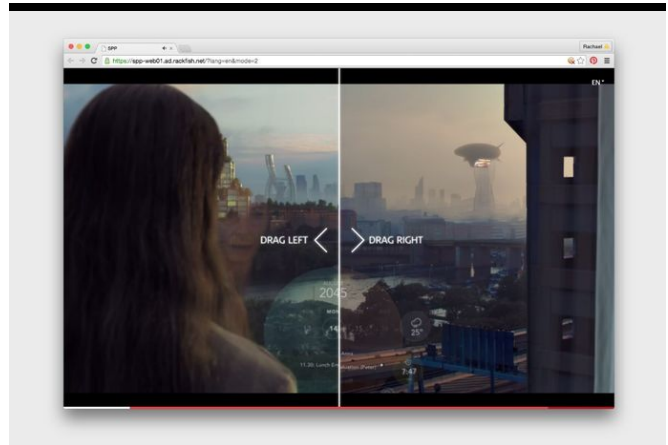 SPP
Rachael
https://spp-web01.ad.rackfish.net/?lang=en&mode=2
EN
DRAG LEFT
DRAG RIGHT
2045
25°
7:47